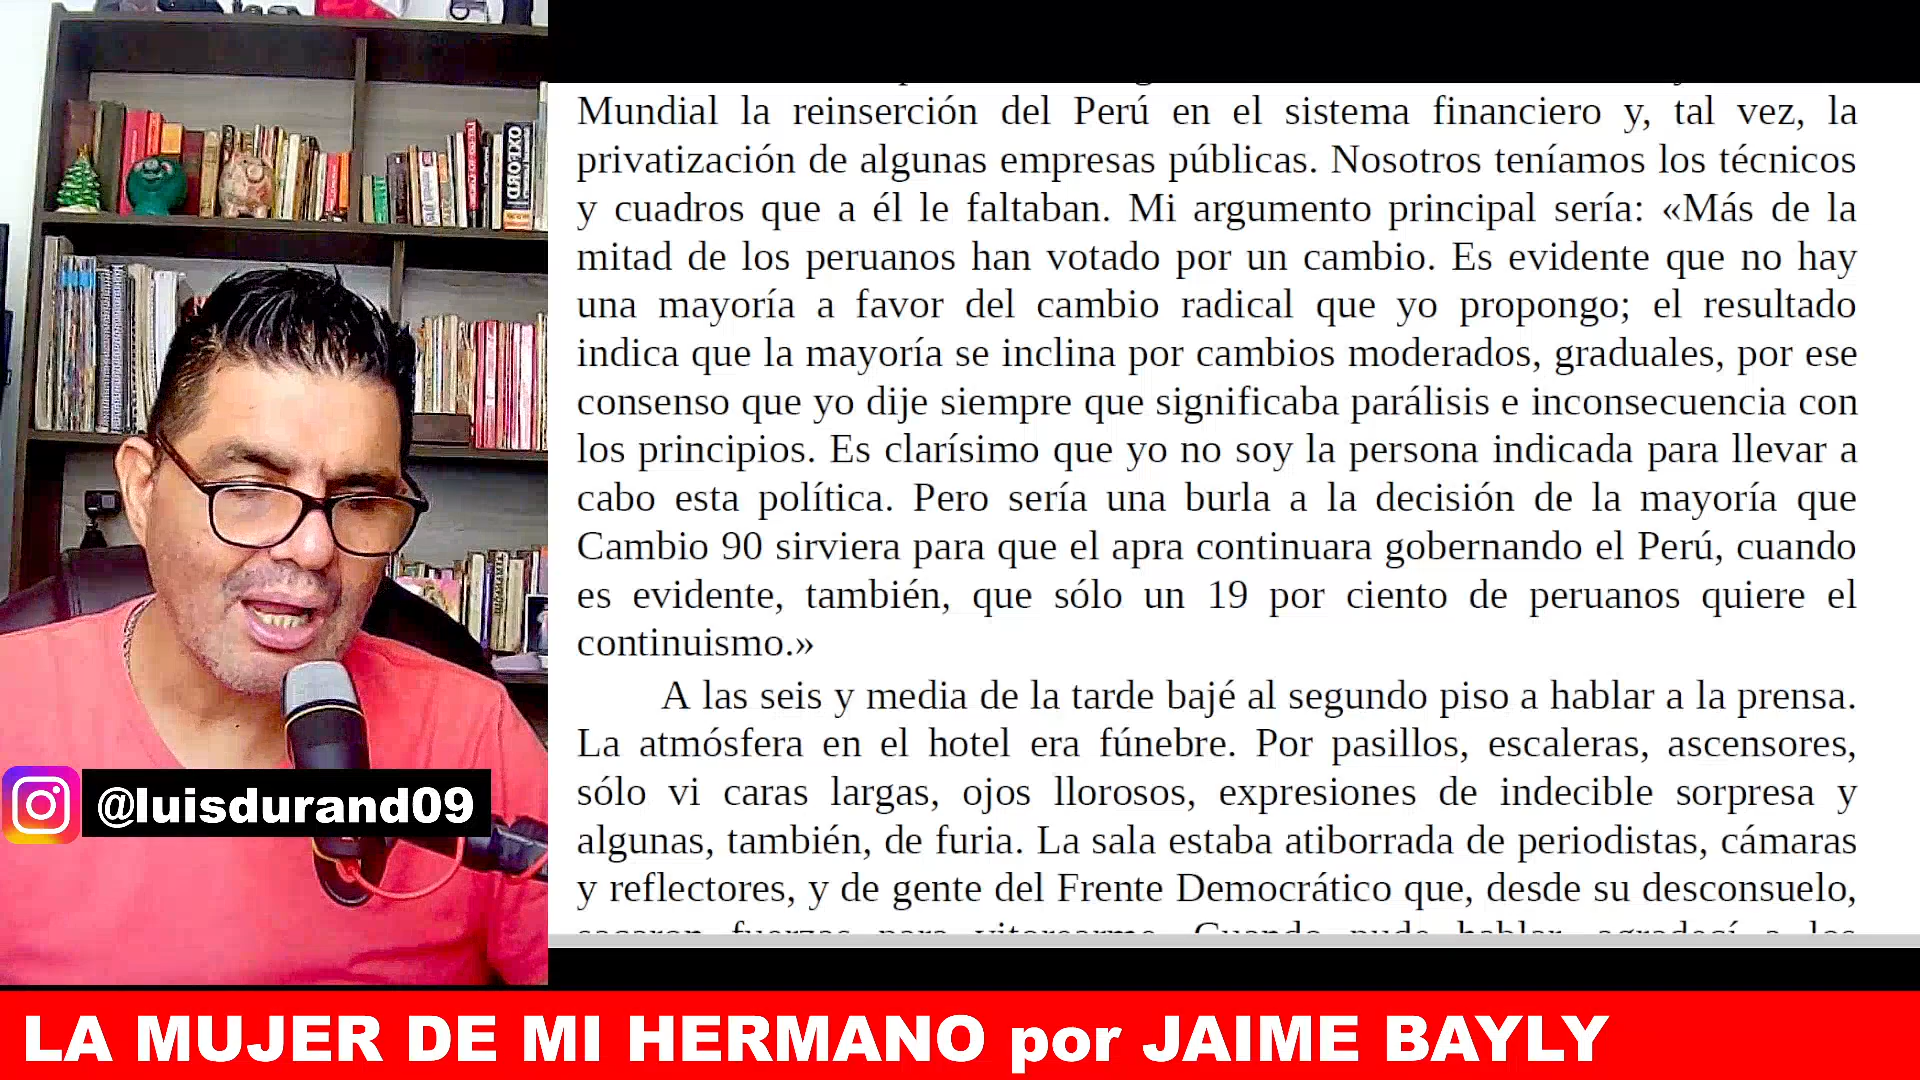 Mundial la reinserción del Perú en el sistema financiero y, tal vez, la
privatización de algunas empresas públicas. Nosotros teníamos los técnicos
y cuadros que a él le faltaban. Mi argumento principal sería: «Más de la
mitad de los peruanos han votado por un cambio. Es evidente que no hay
una mayoría a favor del cambio radical que yo propongo; el resultado
indica que la mayoría se inclina por cambios moderados, graduales, por ese
consenso que yo dije siempre que significaba parálisis e inconsecuencia con
los principios. Es clarísimo que yo no soy la persona indicada para llevar a
cabo esta política. Pero sería una burla a la decisión de la mayoría que
Cambio 90 sirviera para que el apra continuara gobernando el Perú, cuando
es evidente, también, que sólo un 19 por ciento de peruanos quiere el
continuismo.»
A las seis y media de la tarde bajé al segundo piso a hablar a la prensa.
La atmósfera en el hotel era fúnebre. Por pasillos, escaleras, ascensores,
sólo vi caras largas, ojos llorosos, expresiones de indecible sorpresa y
algunas, también, de furia. La sala estaba atiborrada de periodistas, cámaras
y reflectores, y de gente del Frente Democrático que, desde su desconsuelo,
sacaron fuerzas para vitorearme. Cuando pude hablar, agradecí a los
OXFORD
@luisdurand09
LA MUJER DE MI HERMANO por JAIME BAYLY